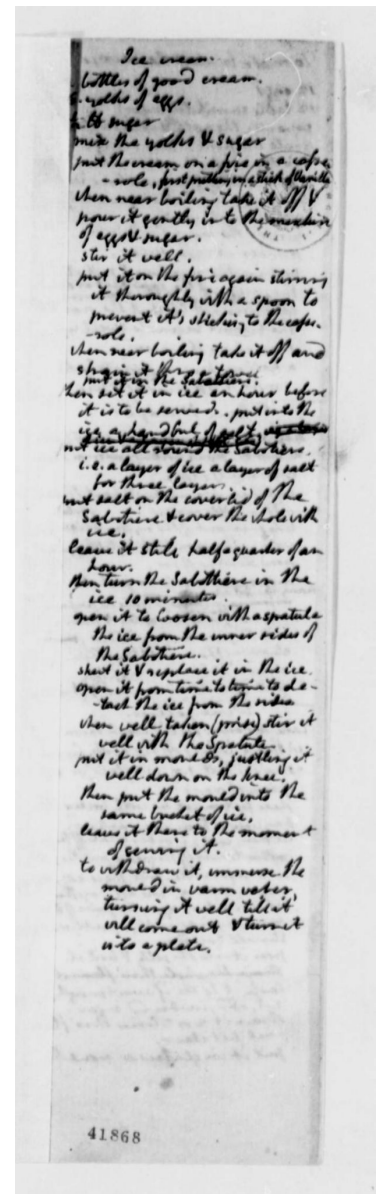 Ice cream.
bottles of good cream.
yolks of eggs.
lb sugar
mix the yolks & sugar
put the cream on a fire in a casse-
-role, first putting in a stick of Vanilla.
when near boiling take it off &
pour it gently into the mixture
of eggs & sugar.
stir it well.
put it on the fire again stirring
it thoroughly with a spoon to
prevent it's sticking to the casse-
-role.
when near boiling take it off and
strain it thro' a towel.
put it in the Sabottiere.
then set it in ice an hour before
it is to be served. put into the
ice a handful of salt.
put ice all around the Sabottiere.
i.e. a layer of ice a layer of salt
for three layers.
put salt on the coverlid of the
Sabotiere & cover the whole with
ice.
leave it still half a quarter of an
hour.
then turn the Sabottiere in the
ice 10 minutes.
open it to loosen with a spatula
the ice from the inner sides of
the Sabotiere.
shut it & replace it in the ice.
open it from time to time to de-
-tach the ice from the sides
when well taken (prise) stir it
well with the Spatula.
put it in moulds, justling it
well down on the knee.
then put the mould into the
same bucket of ice.
leave it there to the moment
of serving it.
to withdraw it, immerse the
mould in warm water,
turning it well till it
will come out & turn it
into a plate.
41868